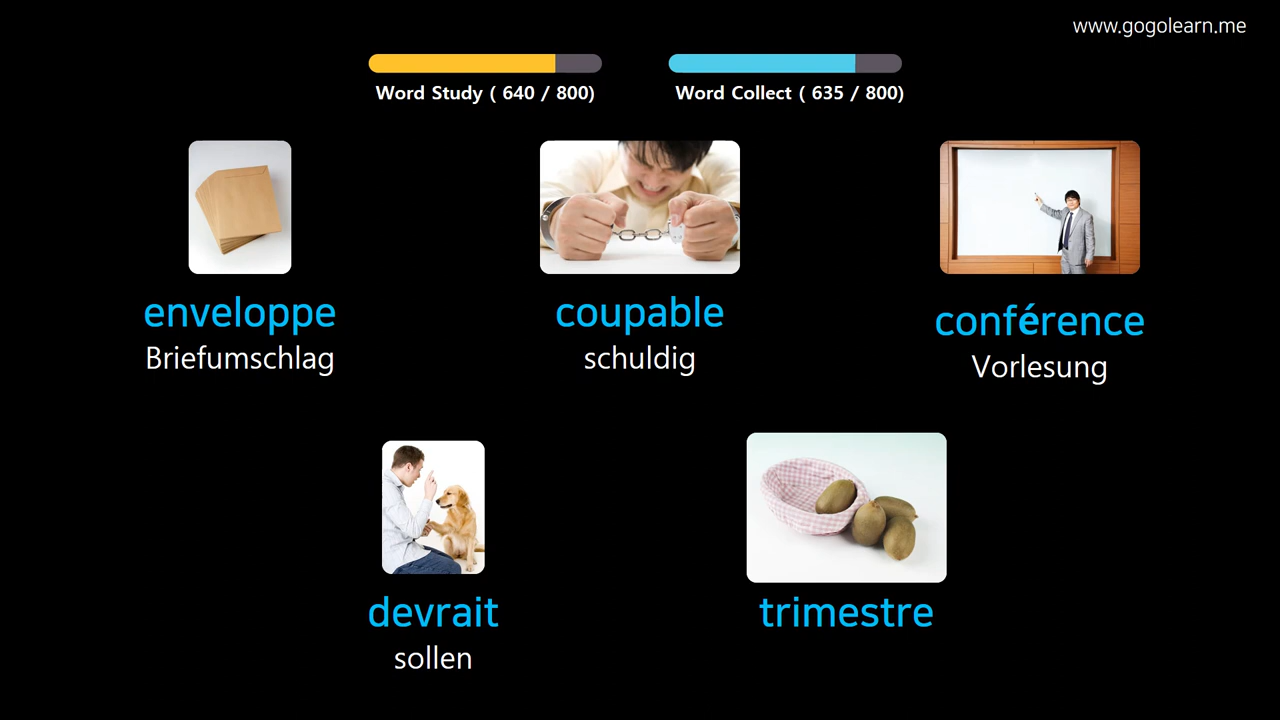 www.gogolearn.me
Word Study ( 640 / 800)
Word Collect ( 635 / 800)
enveloppe
Briefumschlag
coupable
schuldig
conférence
Vorlesung
devrait
sollen
trimestre